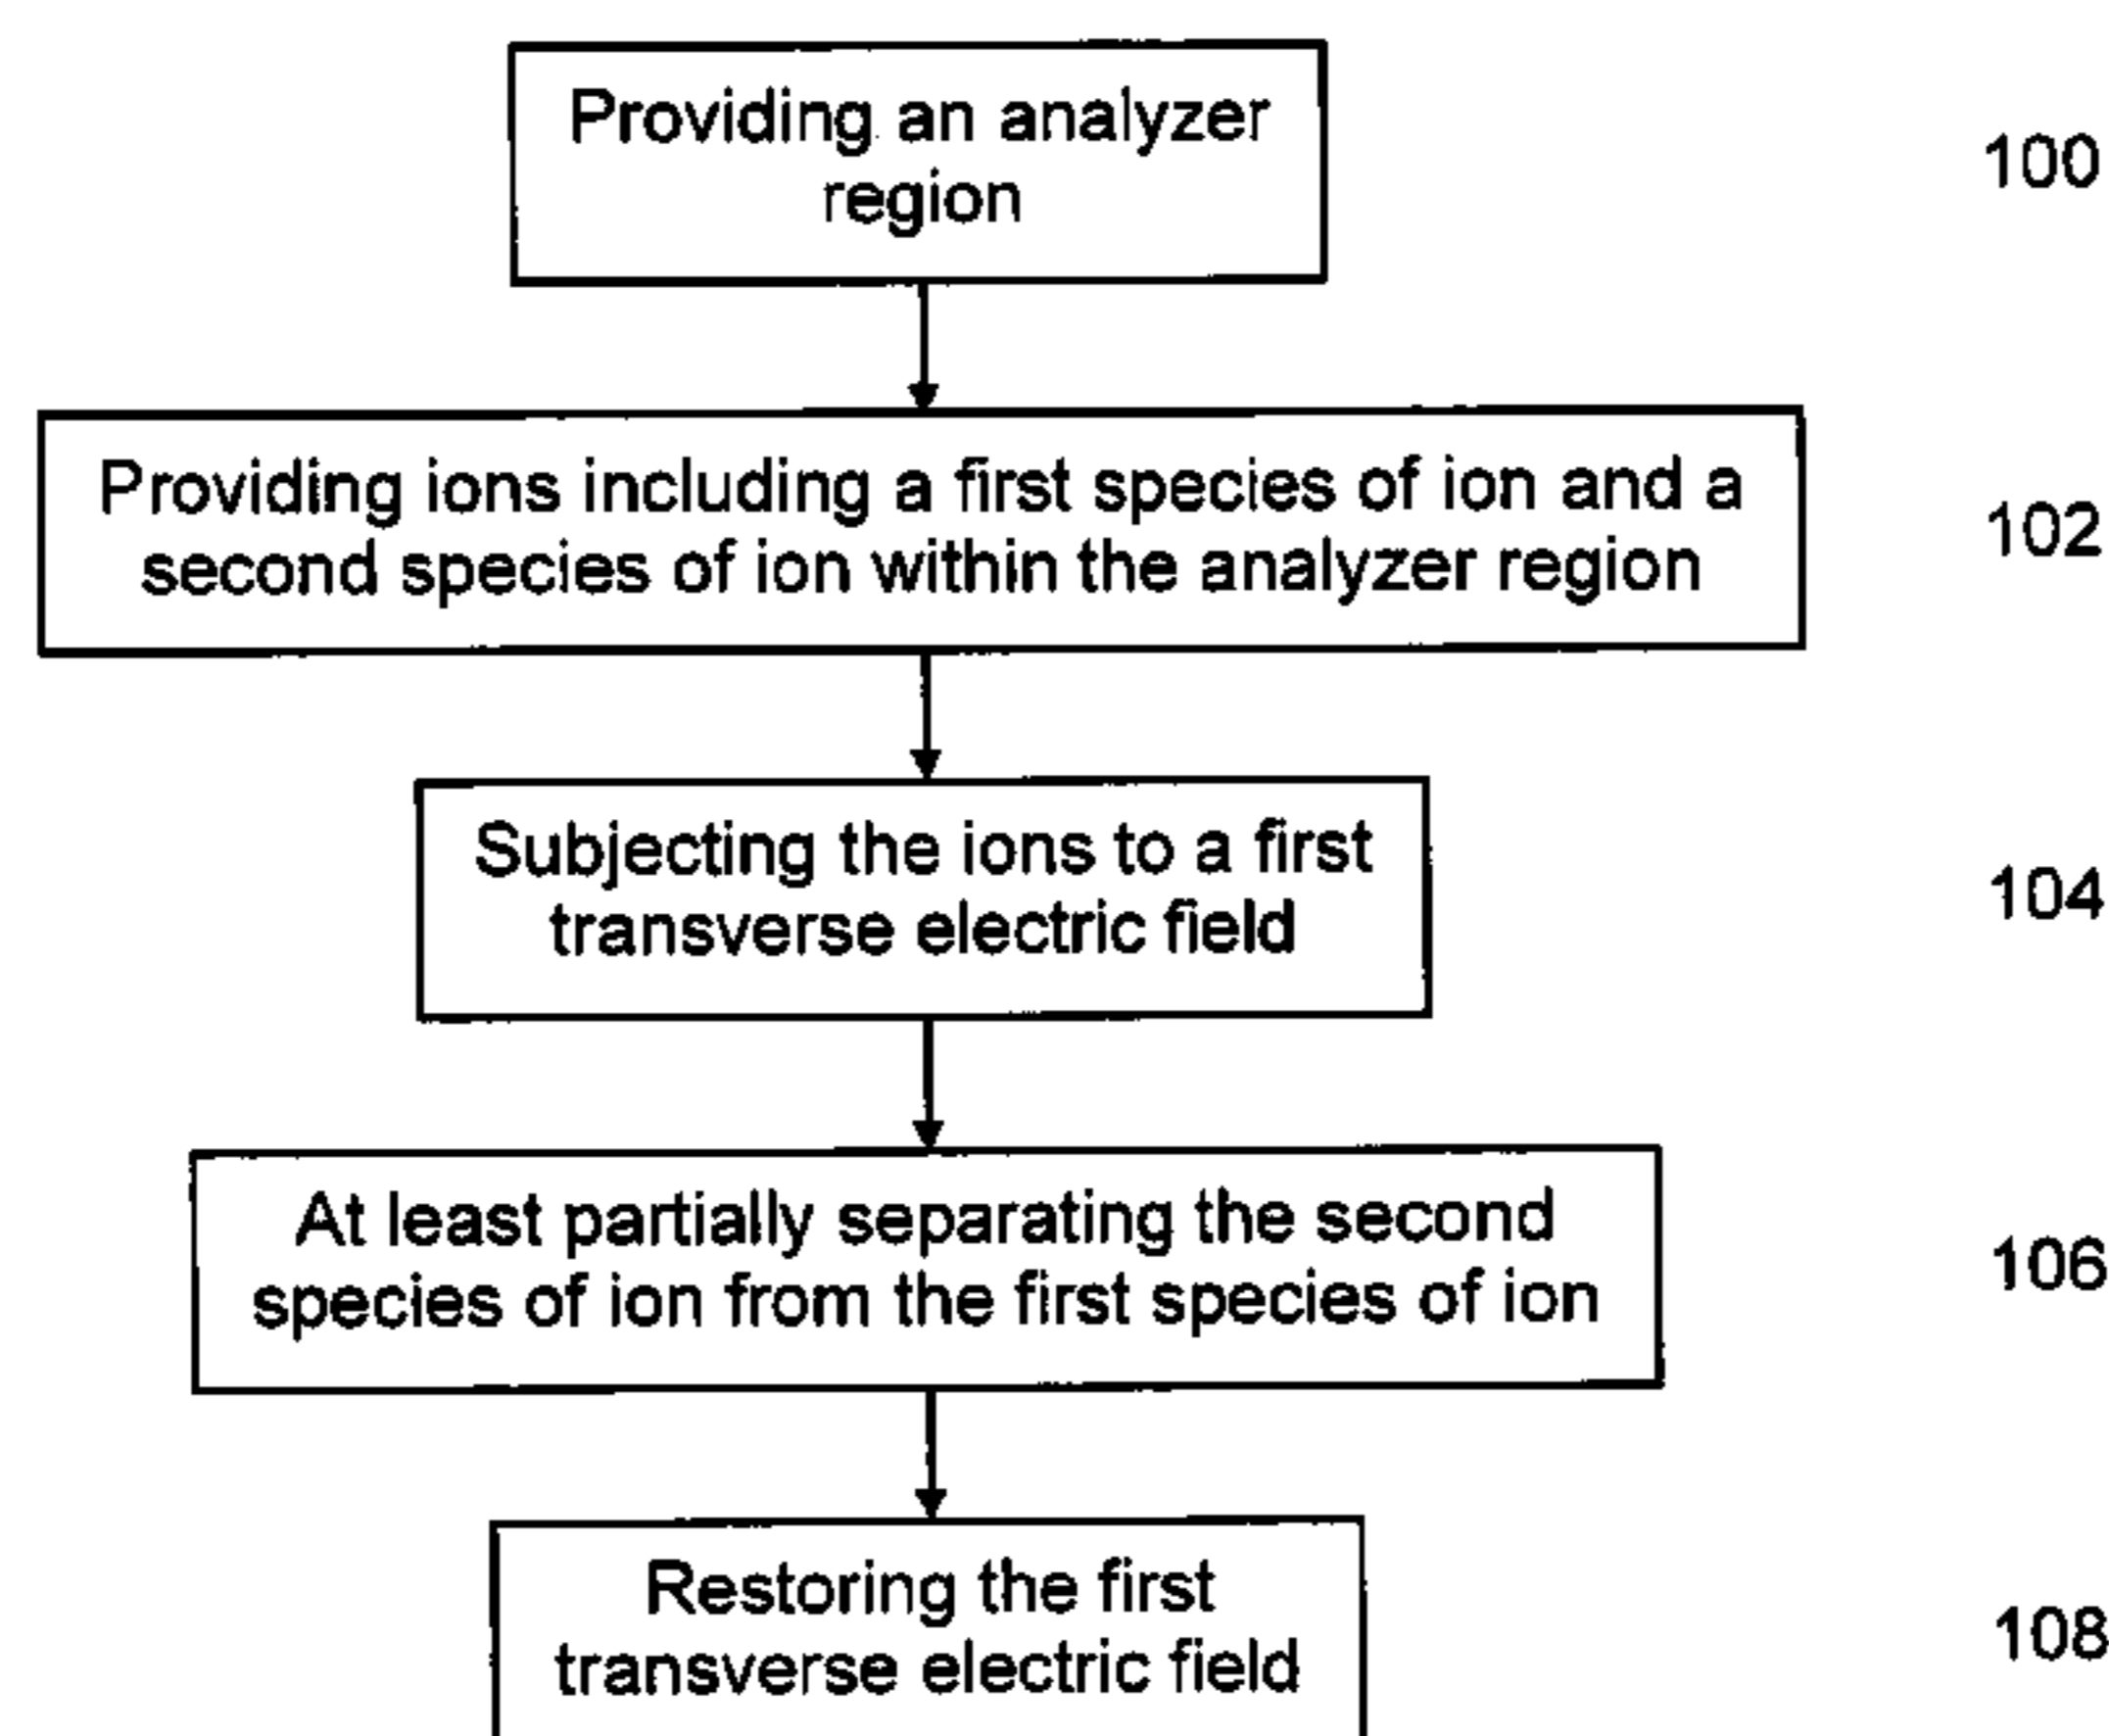 Providing an analyzer
region
100
Providing ions including a first species of ion and a
second species of ion within the analyzer region
102
Subjecting the ions to a first
transverse electric field
104
At least partially separating the second
species of ion from the first species of ion
106
Restoring the first
transverse electric field
108